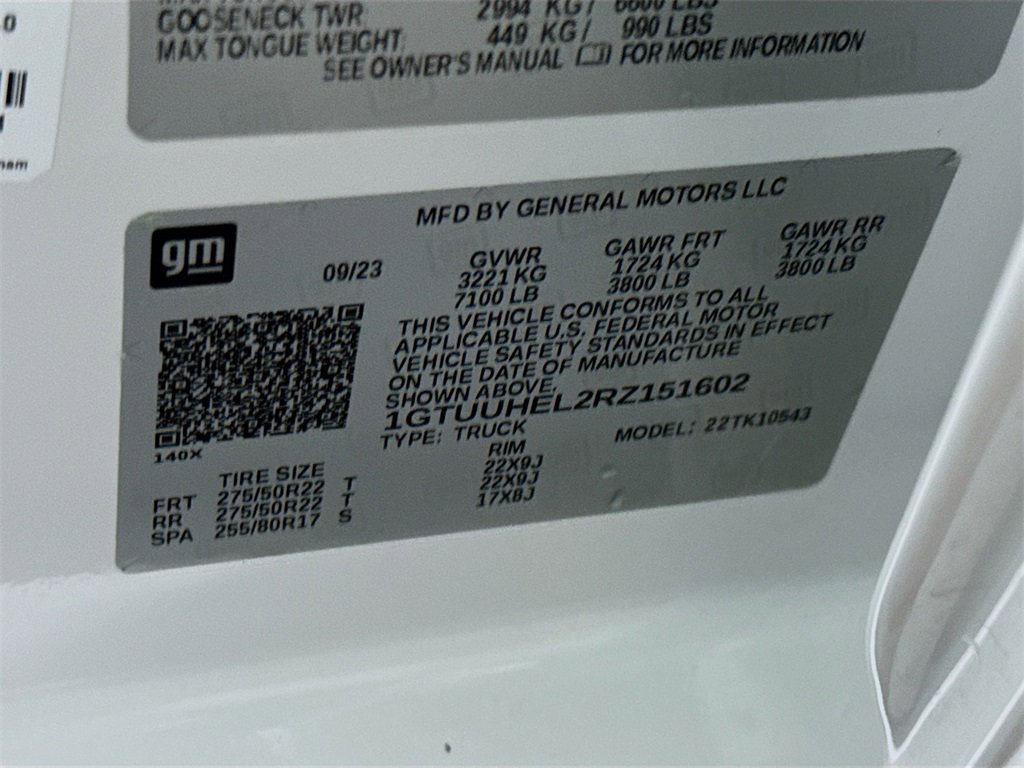 GOOSENECK TWR 2994 KG/ 6600 LBS
MAX TONGUE WEIGHT 449 KG/ 990 LBS
SEE OWNER'S MANUAL FOR MORE INFORMATION
MFD BY GENERAL MOTORS LLC
gm
09/23
GVWR GAWR FRT GAWR RR
3221 KG 1724 KG 1724 KG
7100 LB 3800 LB 3800 LB
THIS VEHICLE CONFORMS TO ALL
APPLICABLE U.S. FEDERAL MOTOR
VEHICLE SAFETY STANDARDS IN EFFECT
ON THE DATE OF MANUFACTURE
SHOWN ABOVE.
1GTUUHEL2RZ151602
TYPE: TRUCK MODEL: 22TK10543
140X
TIRE SIZE RIM
FRT 275/50R22 T 22X9J
RR 275/50R22 T 22X9J
SPA 255/80R17 S 17X8J